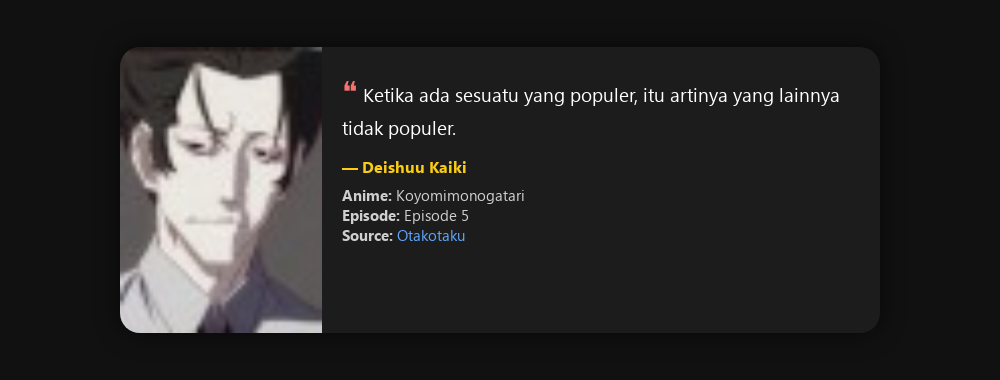 ❝ Ketika ada sesuatu yang populer, itu artinya yang lainnya
tidak populer.
— Deishuu Kaiki
Anime: Koyomimonogatari
Episode: Episode 5
Source: Otakotaku